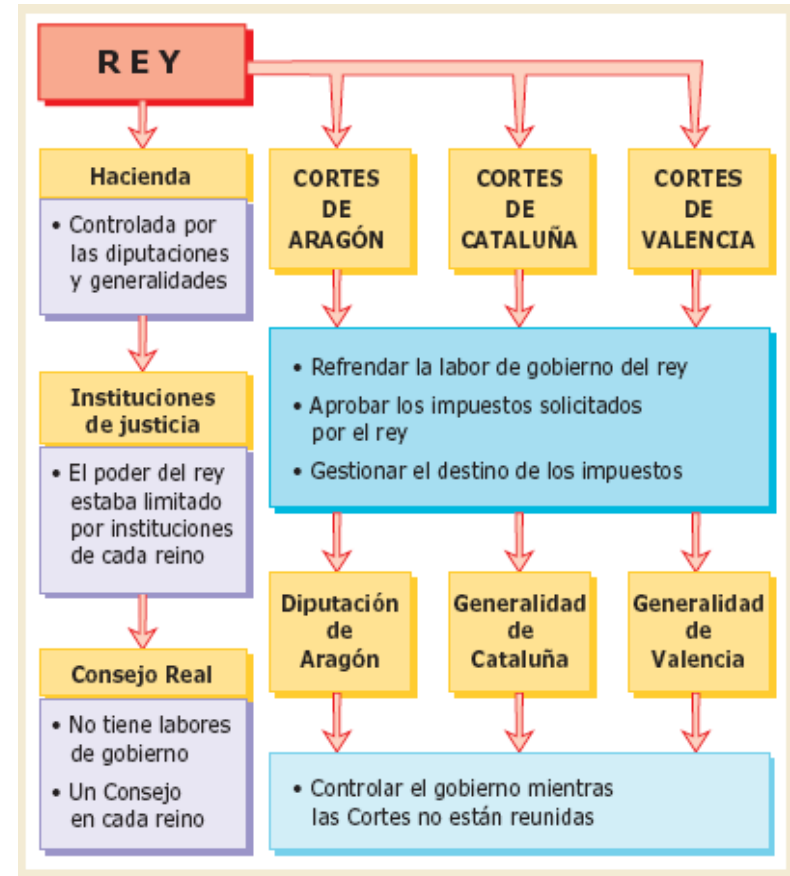 REY
Hacienda
• Controlada por
las diputaciones
y generalidades
Instituciones
de justicia
• El poder del rey
estaba limitado
por instituciones
de cada reino
Consejo Real
• No tiene labores
de gobierno
• Un Consejo
en cada reino
CORTES
DE
ARAGÓN
CORTES
DE
CATALUÑA
CORTES
DE
VALENCIA
• Refrendar la labor de gobierno del rey
• Aprobar los impuestos solicitados
por el rey
• Gestionar el destino de los impuestos
Diputación
de
Aragón
Generalidad
de
Cataluña
Generalidad
de
Valencia
• Controlar el gobierno mientras
las Cortes no están reunidas